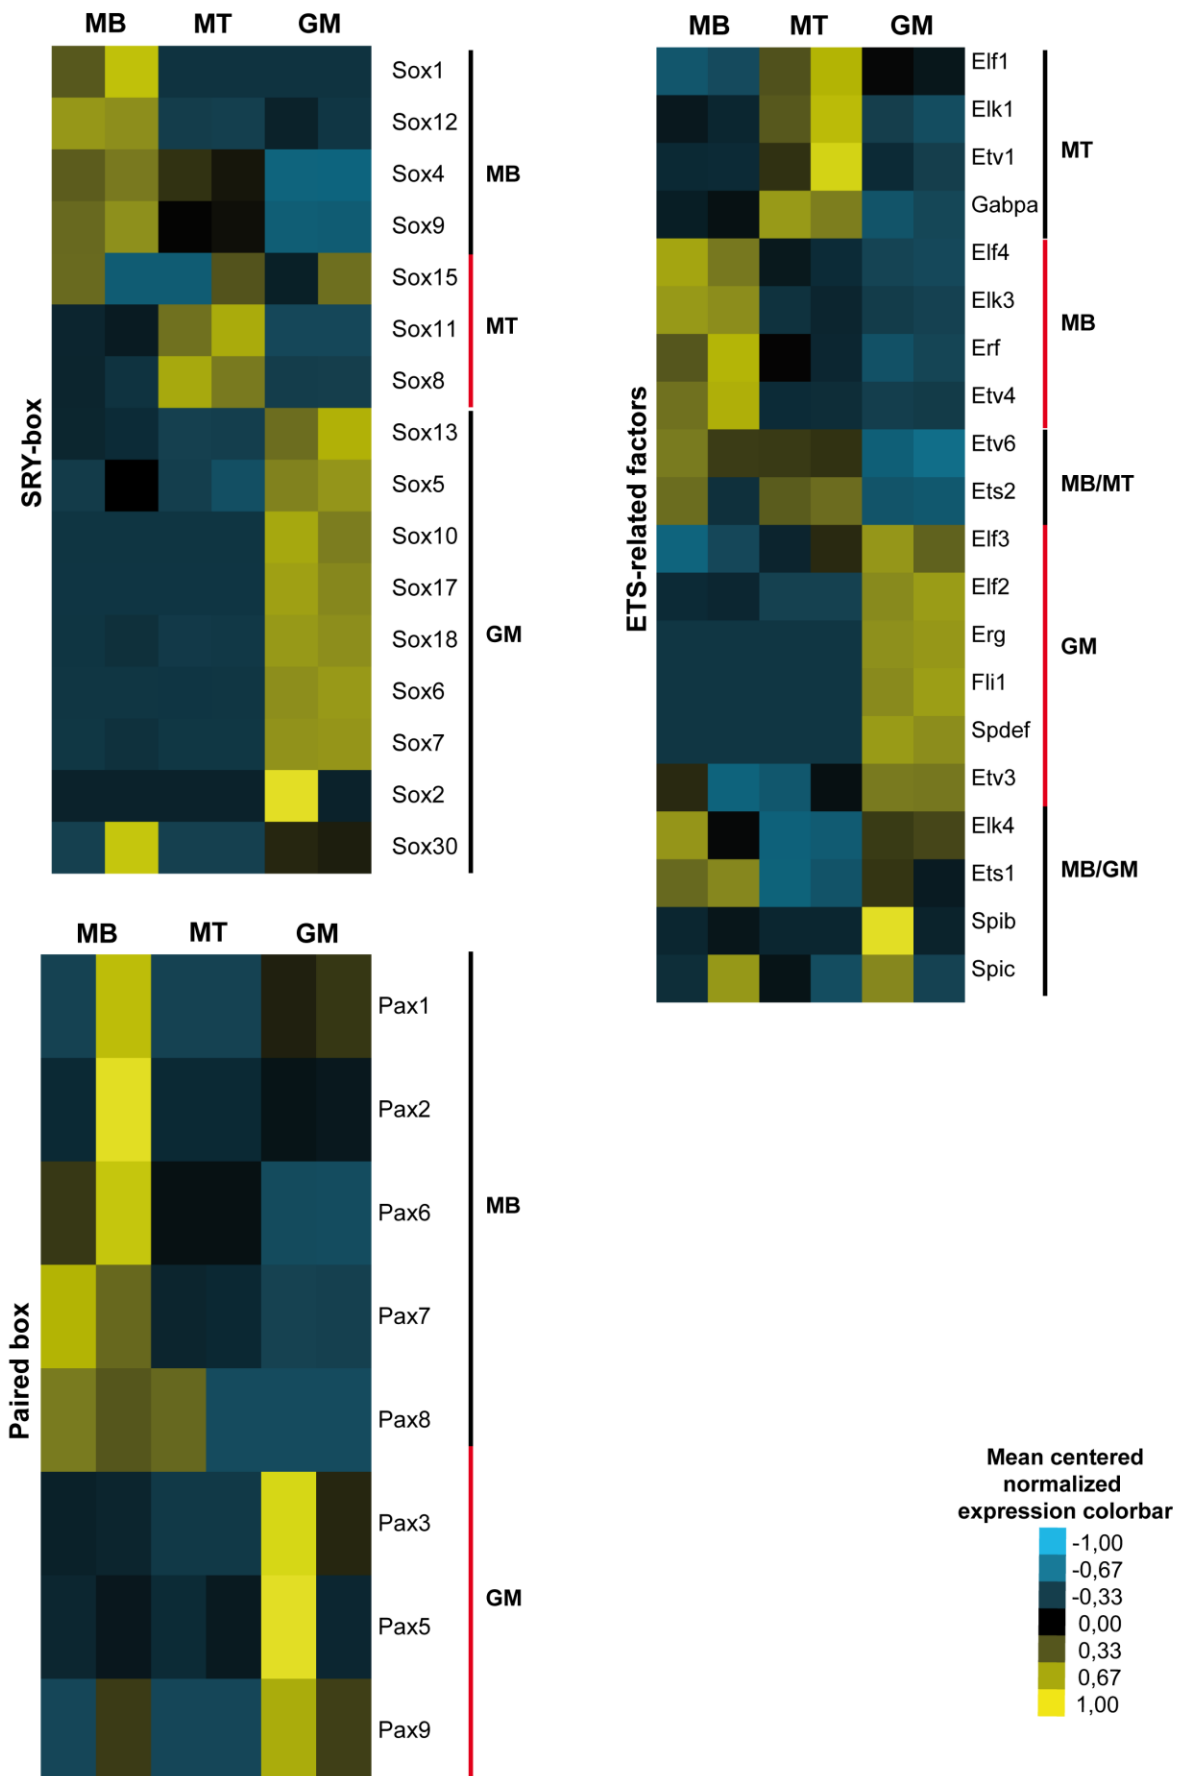 MB MT GM
SRY-box
Sox1
Sox12
Sox4
Sox9
Sox15
Sox11
Sox8
Sox13
Sox5
Sox10
Sox17
Sox18
Sox6
Sox7
Sox2
Sox30
MB
MT
GM
MB MT GM
ETS-related factors
Elf1
Elk1
Etv1
Gabpa
Elf4
Elk3
Erf
Etv4
Etv6
Ets2
Elf3
Elf2
Erg
Fli1
Spdef
Etv3
Elk4
Ets1
Spib
Spic
MT
MB
MB/MT
GM
MB/GM
MB MT GM
Paired box
Pax1
Pax2
Pax6
Pax7
Pax8
Pax3
Pax5
Pax9
MB
GM
Mean centered
normalized
expression colorbar
-1,00
-0,67
-0,33
0,00
0,33
0,67
1,00